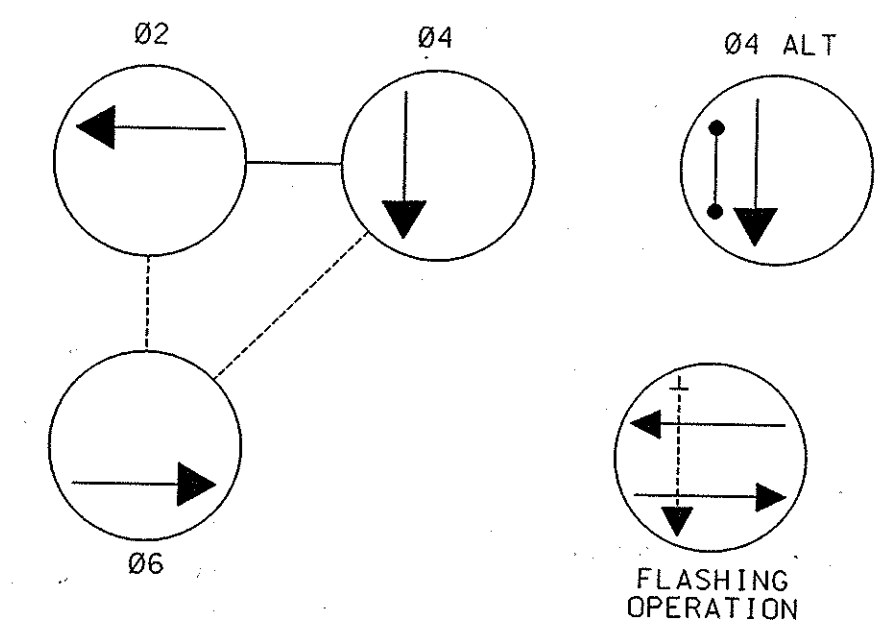 Ø2
Ø4
Ø4 ALT
Ø6
FLASHING
OPERATION